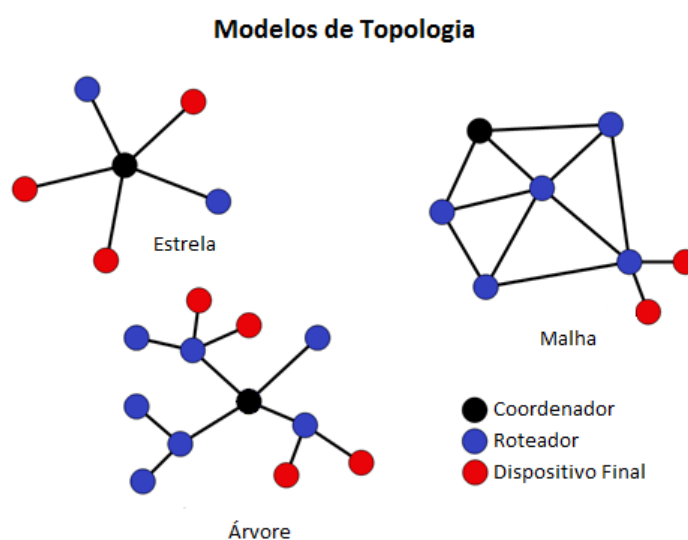 Modelos de Topologia
Estrela
Malha
Coordenador
Roteador
Dispositivo Final
Árvore